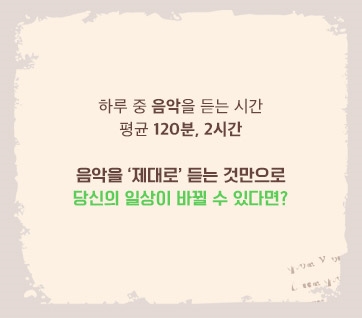 하루 중 음악을 듣는 시간
평균 120분, 2시간
음악을 ‘제대로’ 듣는 것만으로
당신의 일상이 바뀔 수 있다면?